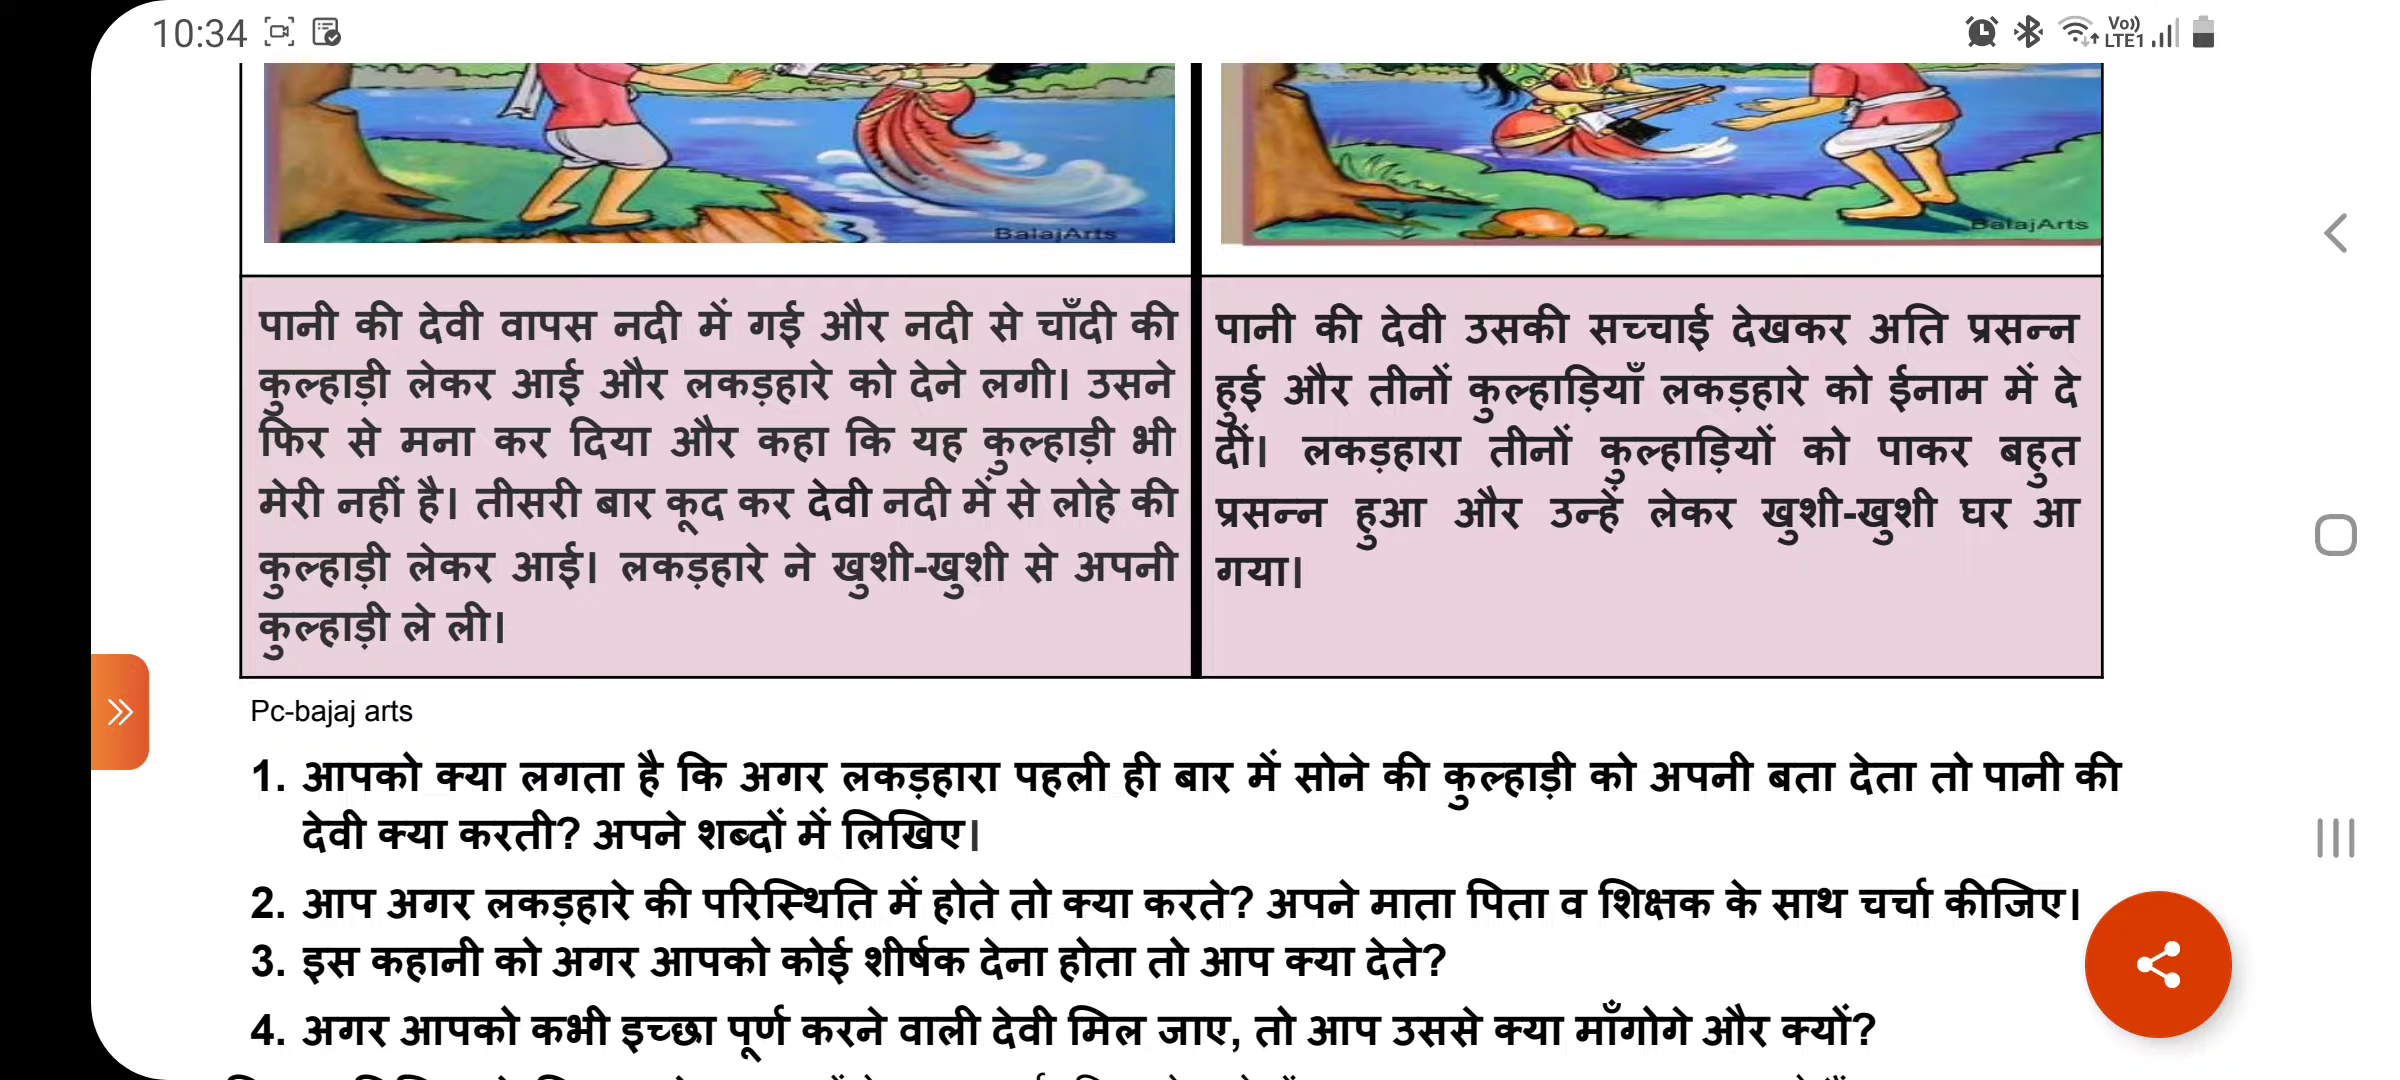 10:34
Vo)) LTE1
BalajArts
BalajArts
पानी की देवी वापस नदी में गई और नदी से चाँदी की
कुल्हाड़ी लेकर आई और लकड़हारे को देने लगी। उसने
फिर से मना कर दिया और कहा कि यह कुल्हाड़ी भी
मेरी नहीं है। तीसरी बार कूद कर देवी नदी में से लोहे की
कुल्हाड़ी लेकर आई। लकड़हारे ने खुशी-खुशी से अपनी
कुल्हाड़ी ले ली।
पानी की देवी उसकी सच्चाई देखकर अति प्रसन्न
हुई और तीनों कुल्हाड़ियाँ लकड़हारे को ईनाम में दे
दीं। लकड़हारा तीनों कुल्हाड़ियों को पाकर बहुत
प्रसन्न हुआ और उन्हें लेकर खुशी-खुशी घर आ
गया।
Pc-bajaj arts
1. आपको क्या लगता है कि अगर लकड़हारा पहली ही बार में सोने की कुल्हाड़ी को अपनी बता देता तो पानी की
देवी क्या करती? अपने शब्दों में लिखिए।
2. आप अगर लकड़हारे की परिस्थिति में होते तो क्या करते? अपने माता पिता व शिक्षक के साथ चर्चा कीजिए।
3. इस कहानी को अगर आपको कोई शीर्षक देना होता तो आप क्या देते?
4. अगर आपको कभी इच्छा पूर्ण करने वाली देवी मिल जाए, तो आप उससे क्या माँगोगे और क्यों?